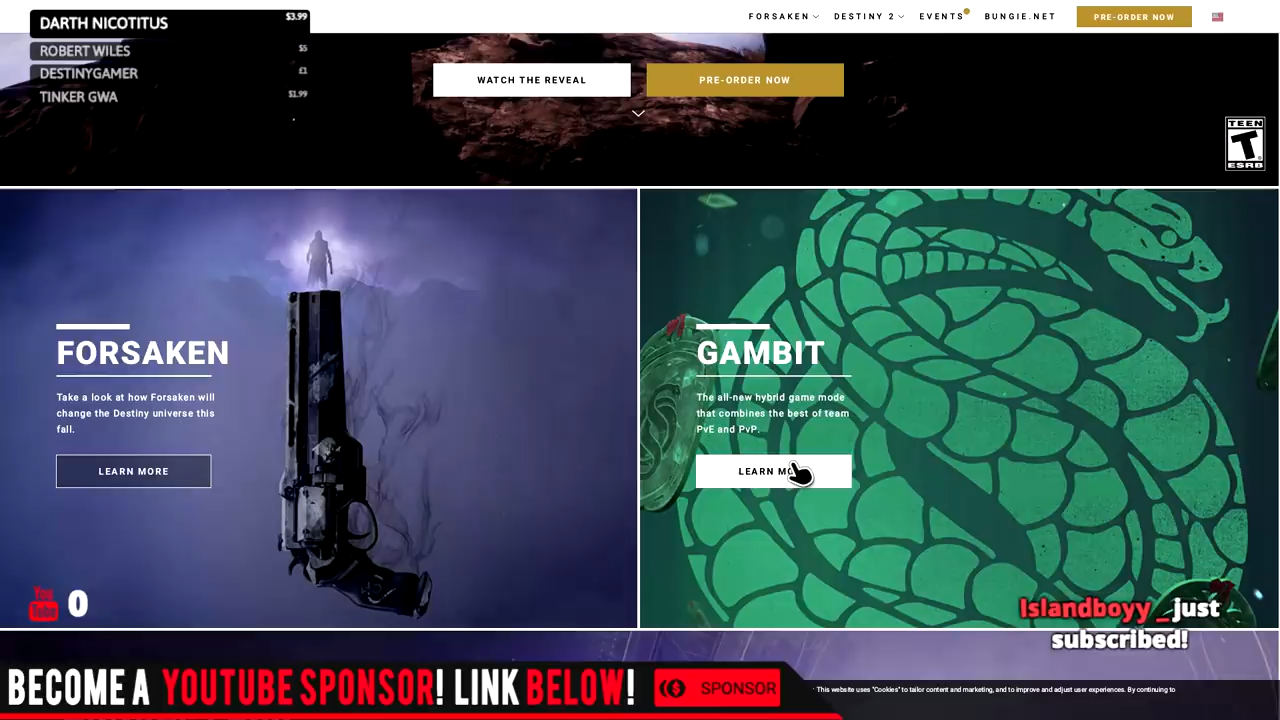 DARTH NICOTITUS $3.99
ROBERT WILES $5
DESTINYGAMER £1
TINKER GWA $1.99
FORSAKEN DESTINY 2 EVENTS BUNGIE.NET PRE-ORDER NOW
WATCH THE REVEAL PRE-ORDER NOW
TEEN
T
ESRB
FORSAKEN
Take a look at how Forsaken will
change the Destiny universe this
fall.
LEARN MORE
GAMBIT
The all-new hybrid game mode
that combines the best of team
PvE and PvP.
LEARN MO
You
Tube 0
Islandboyy_just
subscribed!
BECOME A YOUTUBE SPONSOR! LINK BELOW! SPONSOR
: This website uses "Cookies" to tailor content and marketing, and to improve and adjust user experiences. By continuing to